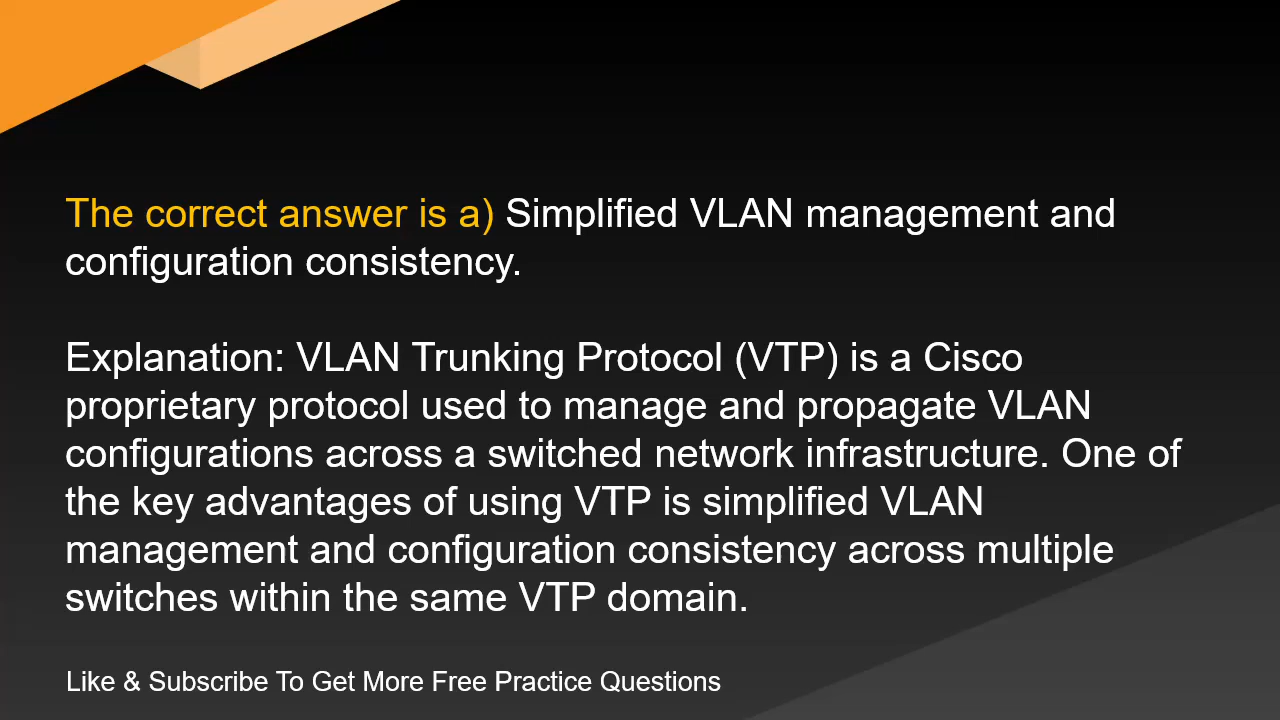 The correct answer is a) Simplified VLAN management and
configuration consistency.
Explanation: VLAN Trunking Protocol (VTP) is a Cisco
proprietary protocol used to manage and propagate VLAN
configurations across a switched network infrastructure. One of
the key advantages of using VTP is simplified VLAN
management and configuration consistency across multiple
switches within the same VTP domain.
Like & Subscribe To Get More Free Practice Questions